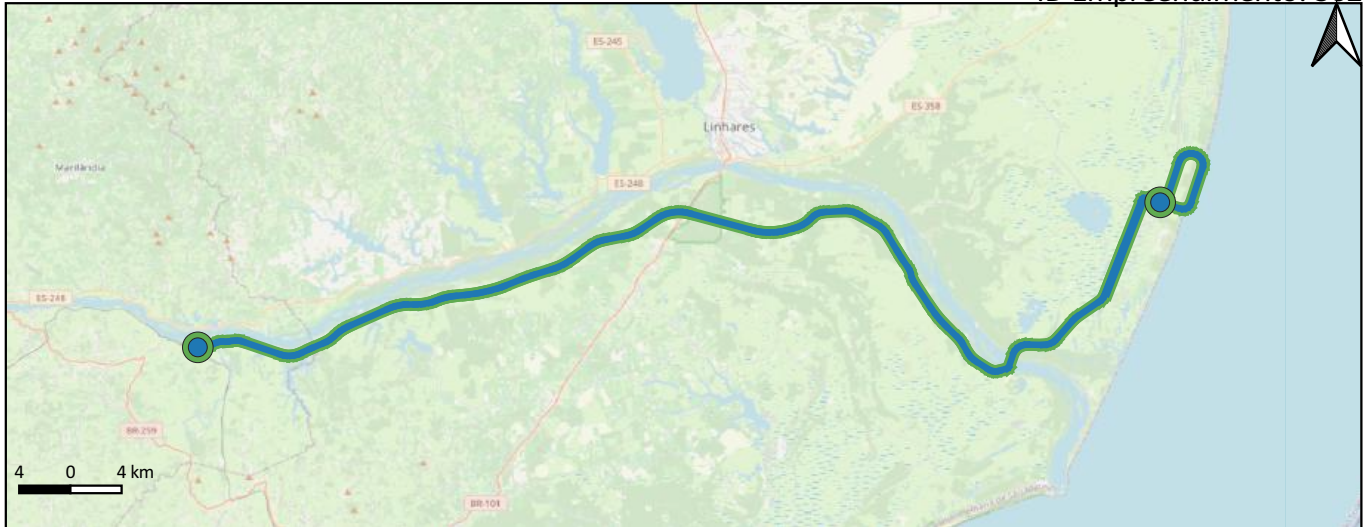 ES-245
Linhares
ES-358
Marilândia
ES-248
ES-248
BR-259
4 0 4 km
BR-101